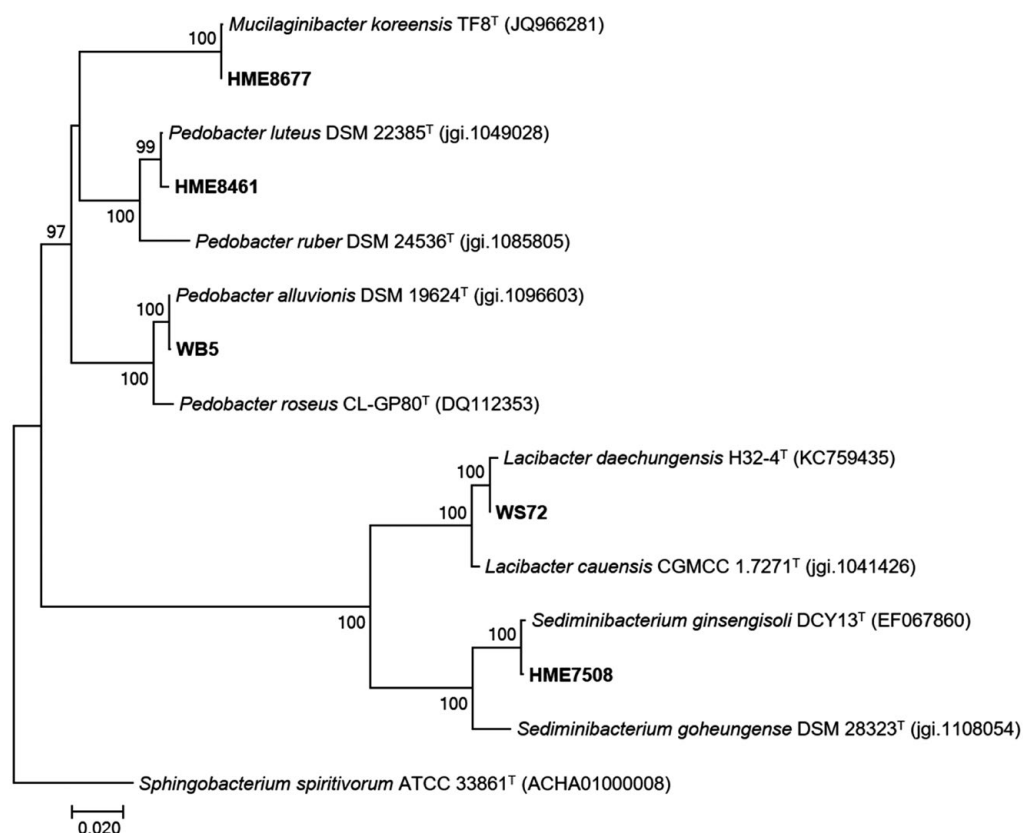 Mucilaginibacter koreensis TF8ᵀ (JQ966281)
100
HME8677
Pedobacter luteus DSM 22385ᵀ (jgi.1049028)
99
HME8461
100
97
Pedobacter ruber DSM 24536ᵀ (jgi.1085805)
Pedobacter alluvionis DSM 19624ᵀ (jgi.1096603)
100
WB5
100
Pedobacter roseus CL-GP80ᵀ (DQ112353)
Lacibacter daechungensis H32-4ᵀ (KC759435)
100
100
WS72
Lacibacter cauensis CGMCC 1.7271ᵀ (jgi.1041426)
100
Sediminibacterium ginsengisoli DCY13ᵀ (EF067860)
100
HME7508
100
Sediminibacterium goheungense DSM 28323ᵀ (jgi.1108054)
Sphingobacterium spiritivorum ATCC 33861ᵀ (ACHA01000008)
0.020